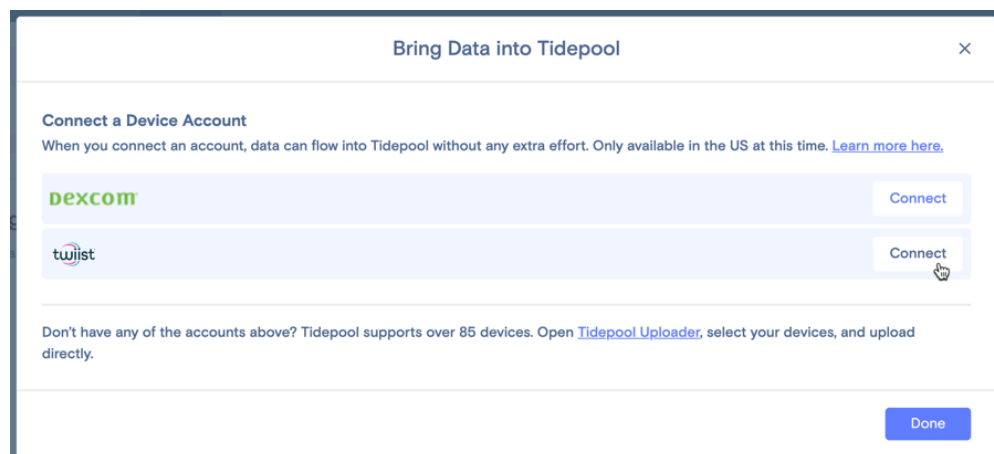 Bring Data into Tidepool
Connect a Device Account
When you connect an account, data can flow into Tidepool without any extra effort. Only available in the US at this time. Learn more here.
Dexcom
Connect
twiist
Connect
Don't have any of the accounts above? Tidepool supports over 85 devices. Open Tidepool Uploader, select your devices, and upload
directly.
Done